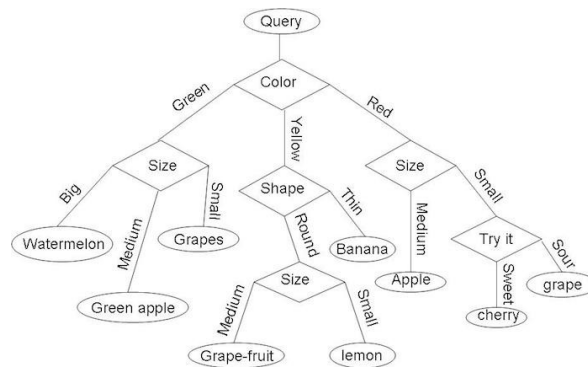 Query
Color
Green
Yellow
Red
Size
Shape
Size
Big
Medium
Small
Round
Thin
Medium
Small
Watermelon
Grapes
Banana
Try it
Green apple
Size
Apple
Sweet
Sour
Medium
Small
cherry
grape
Grape-fruit
lemon